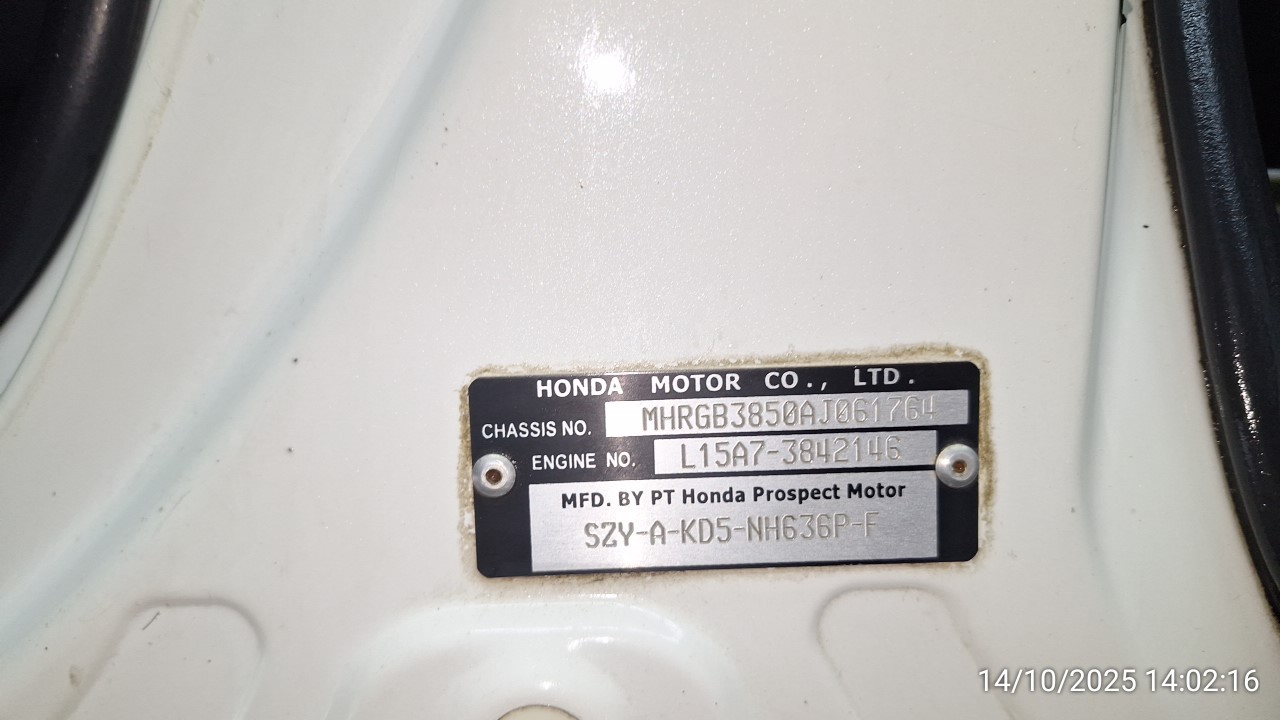 HONDA MOTOR CO., LTD.
CHASSIS NO. MHRGB3850AJ061764
ENGINE NO. L15A7-3842146
MFD. BY PT Honda Prospect Motor
SZY-A-KD5-NH636P-F
14/10/2025 14:02:16